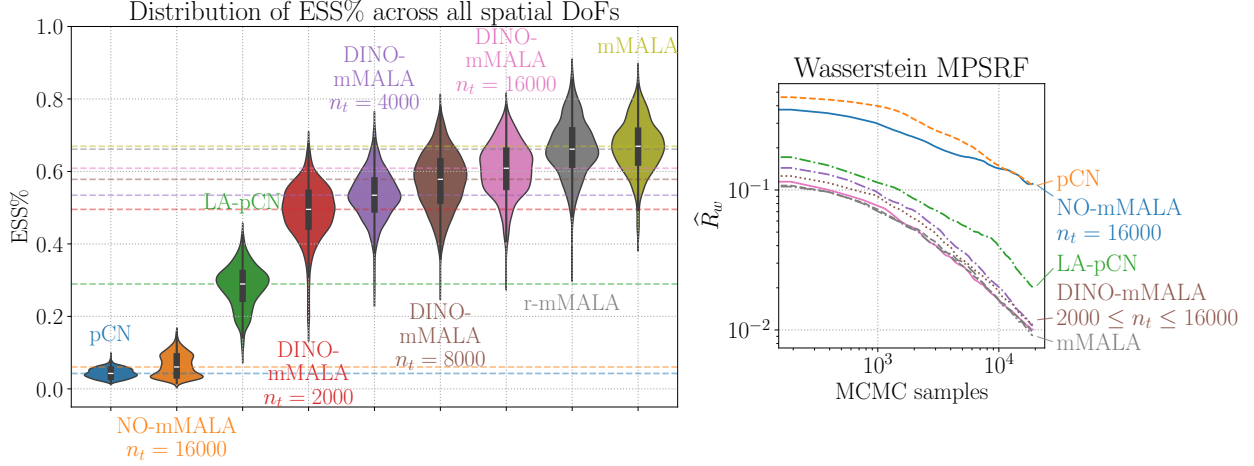 Distribution of ESS% across all spatial DoFs
ESS%
1.0
0.8
0.6
0.4
0.2
0.0
pCN
NO-mMALA
n_t = 16000
LA-pCN
DINO-
mMALA
n_t = 2000
DINO-
mMALA
n_t = 4000
DINO-
mMALA
n_t = 8000
DINO-
mMALA
n_t = 16000
r-mMALA
mMALA
Wasserstein MPSRF
\widehat{R}_w
10^{-1}
10^{-2}
10^3
10^4
MCMC samples
pCN
NO-mMALA
n_t = 16000
LA-pCN
DINO-mMALA
2000 ≤ n_t ≤ 16000
mMALA